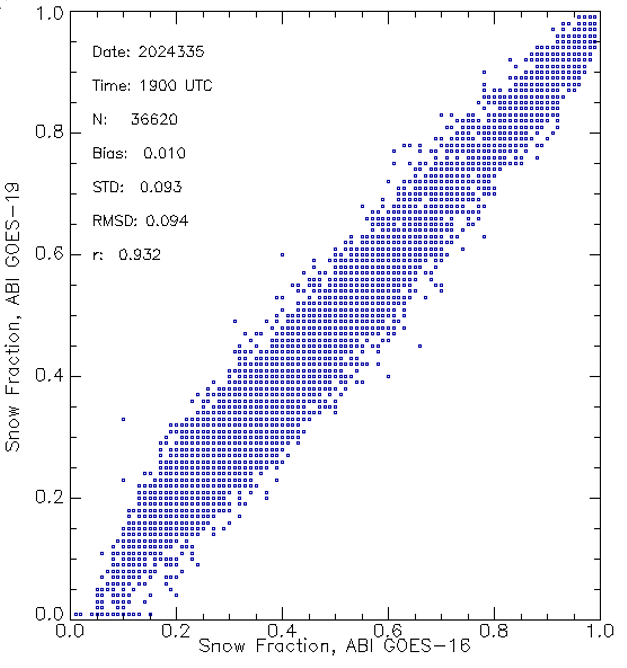 1.0
Date: 2024335
Time: 1900 UTC
N: 36620
0.8
Bias: 0.010
STD: 0.093
RMSD: 0.094
r: 0.932
0.6
Snow Fraction, ABI GOES-19
0.4
0.2
0.0
0.0 0.2 0.4 0.6 0.8 1.0
Snow Fraction, ABI GOES-16